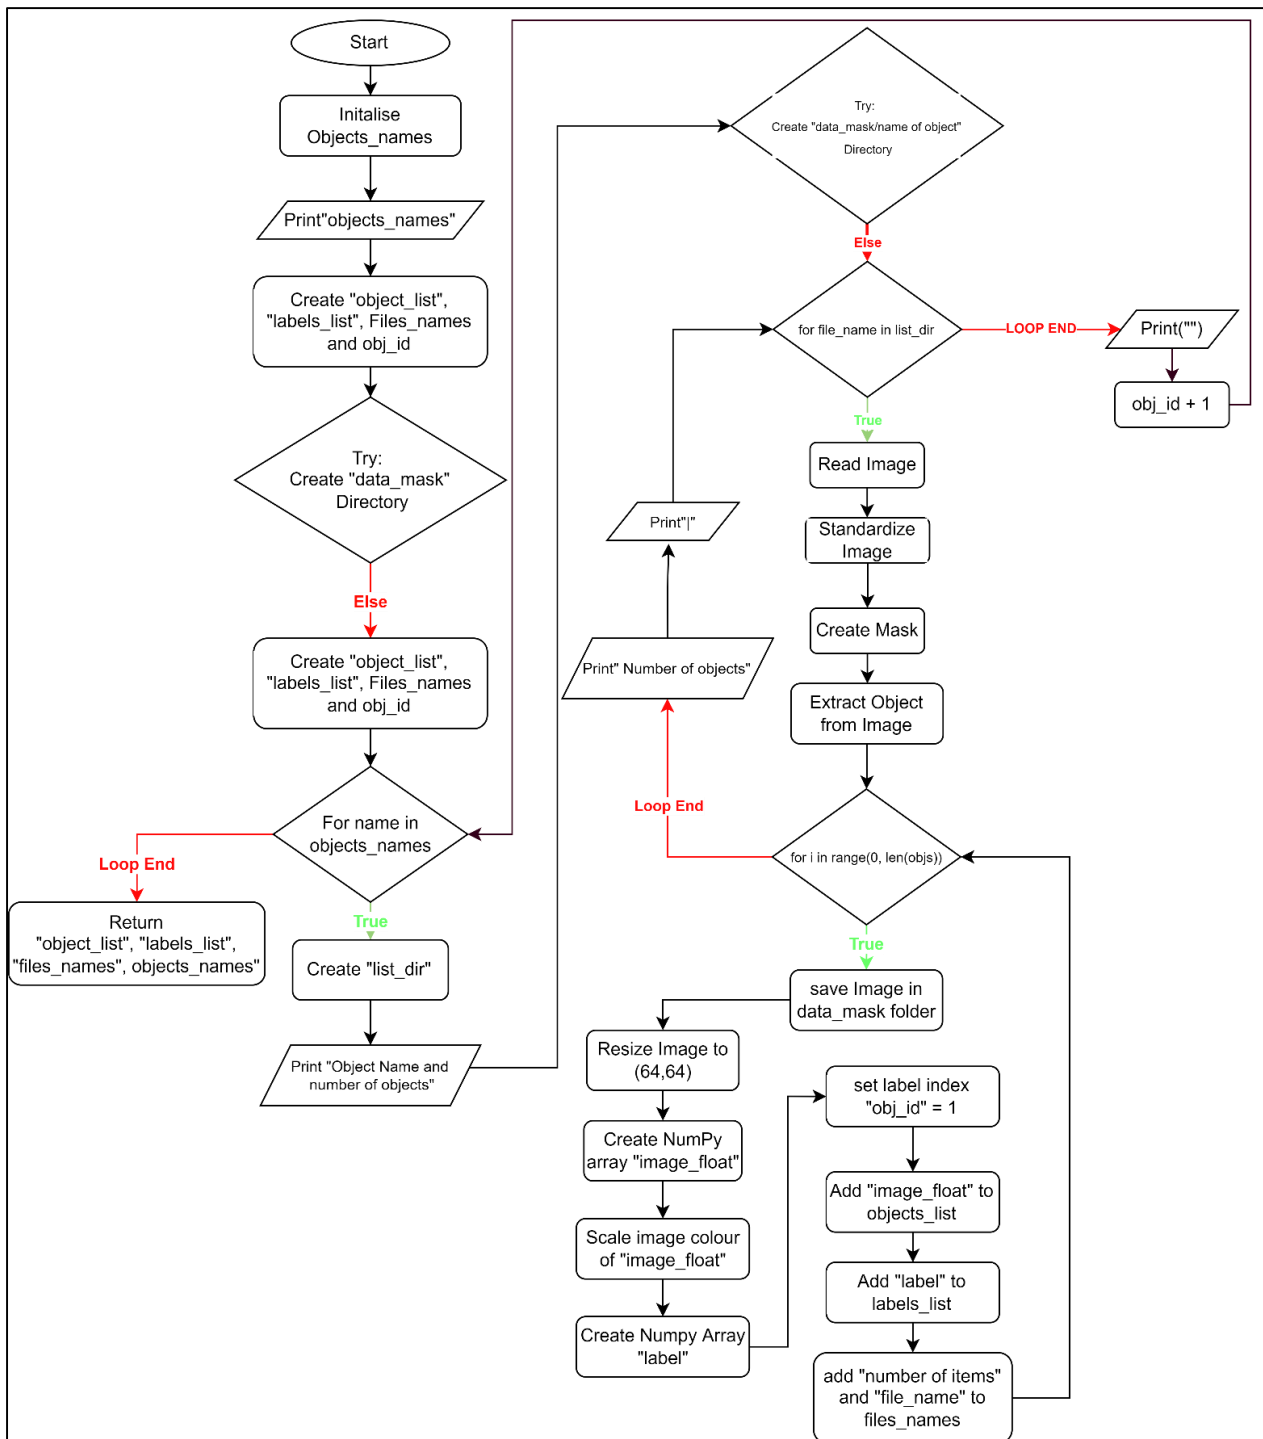 Start
Initalise
Objects_names
Print"objects_names"
Create "object_list",
"labels_list", Files_names
and obj_id
Try:
Create "data_mask"
Directory
Else
Create "object_list",
"labels_list", Files_names
and obj_id
For name in
objects_names
Loop End
Return
"object_list", "labels_list",
"files_names", objects_names"
True
Create "list_dir"
Print "Object Name and
number of objects"
Try:
Create "data_mask/name of object"
Directory
Else
for file_name in list_dir
LOOP END
Print("")
obj_id + 1
True
Read Image
Standardize
Image
Create Mask
Extract Object
from Image
for i in range(0, len(objs))
Loop End
Print" Number of objects"
Print"|"
True
save Image in
data_mask folder
Resize Image to
(64,64)
Create NumPy
array "image_float"
Scale image colour
of "image_float"
Create Numpy Array
"label"
set label index
"obj_id" = 1
Add "image_float" to
objects_list
Add "label" to
labels_list
add "number of items"
and "file_name" to
files_names